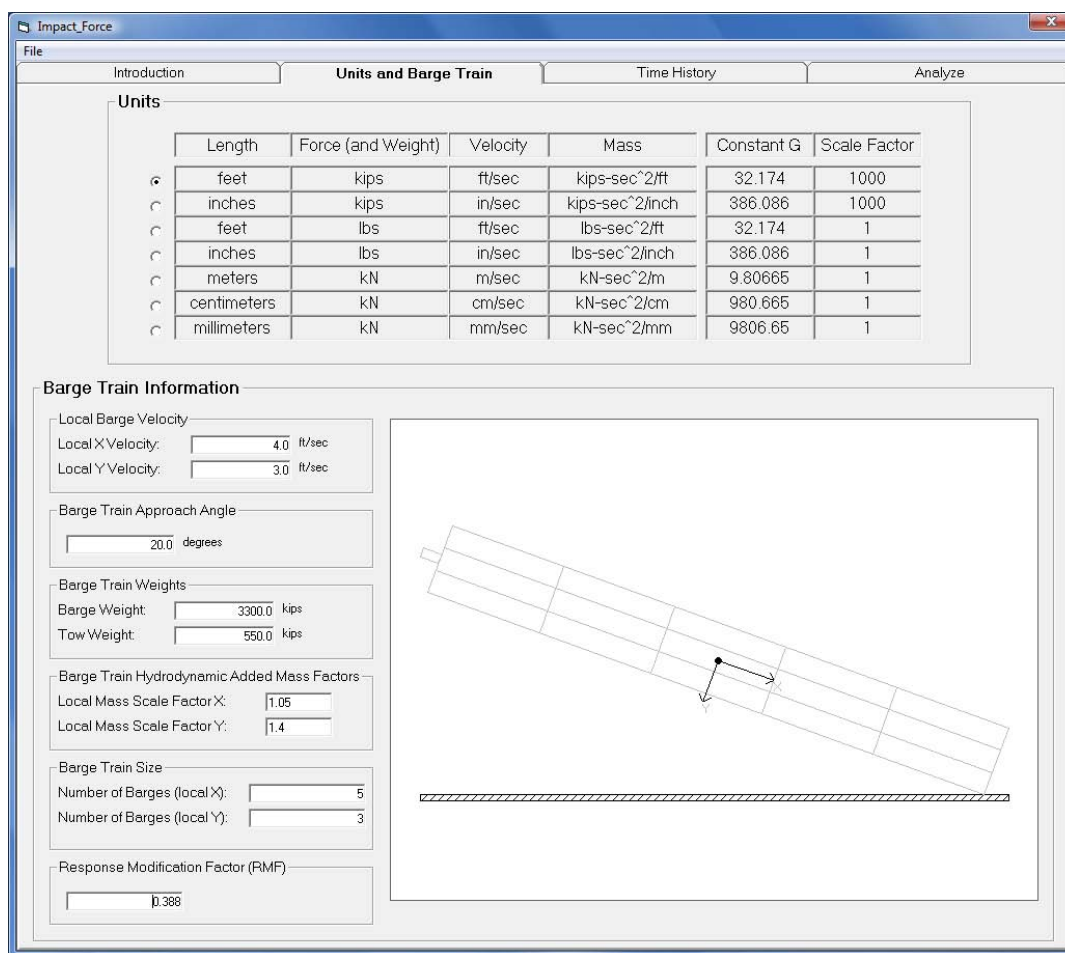 Impact_Force
File
Introduction Units and Barge Train Time History Analyze
Units
Length Force (and Weight) Velocity Mass Constant G Scale Factor
feet kips ft/sec kips-sec^2/ft 32.174 1000
inches kips in/sec kips-sec^2/inch 386.086 1000
feet lbs ft/sec lbs-sec^2/ft 32.174 1
inches lbs in/sec lbs-sec^2/inch 386.086 1
meters kN m/sec kN-sec^2/m 9.80665 1
centimeters kN cm/sec kN-sec^2/cm 980.665 1
millimeters kN mm/sec kN-sec^2/mm 9806.65 1
Barge Train Information
Local Barge Velocity
Local X Velocity: 4.0 ft/sec
Local Y Velocity: 3.0 ft/sec
Barge Train Approach Angle
20.0 degrees
Barge Train Weights
Barge Weight: 3300.0 kips
Tow Weight: 550.0 kips
Barge Train Hydrodynamic Added Mass Factors
Local Mass Scale Factor X: 1.05
Local Mass Scale Factor Y: 1.4
Barge Train Size
Number of Barges (local X): 5
Number of Barges (local Y): 3
Response Modification Factor (RMF)
0.388
X
Y